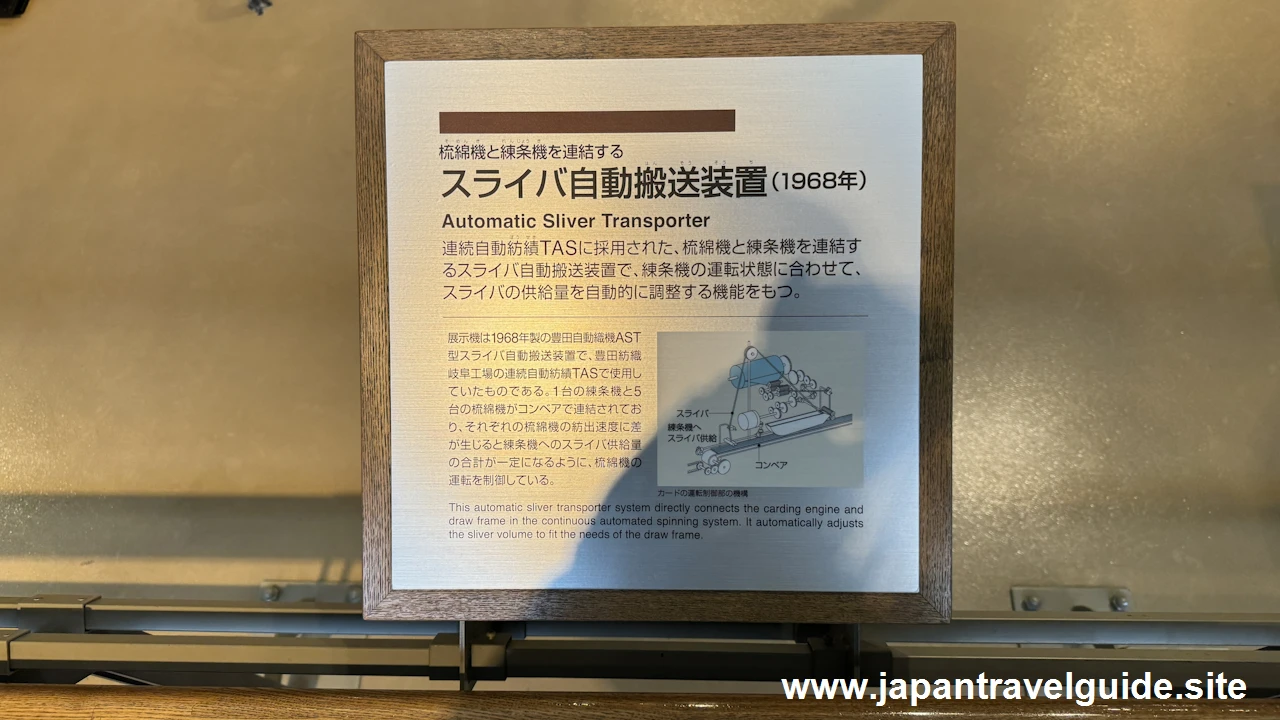 梳綿機と練条機を連結する
スライバ自動搬送装置(1968年)
Automatic Sliver Transporter
連続自動紡績TASに採用された、梳綿機と練条機を連結す
るスライバ自動搬送装置で、練条機の運転状態に合わせて、
スライバの供給量を自動的に調整する機能をもつ。
展示機は1968年製の豊田自動織機AST
型スライバ自動搬送装置で、豊田紡織
岐阜工場の連続自動紡績TASで使用し
ていたものである。1台の練条機と5
台の梳綿機がコンベアで連結されてお
り、それぞれの梳綿機の紡出速度に差
が生じると練条機へのスライバ供給量
の合計が一定になるように、梳綿機の
運転を制御している。
スライバ
練条機へ
スライバ供給
コンベア
カードの運転制御部の機構
This automatic sliver transporter system directly connects the carding engine and
draw frame in the continuous automated spinning system. It automatically adjusts
the sliver volume to fit the needs of the draw frame.
www.japantravelguide.site